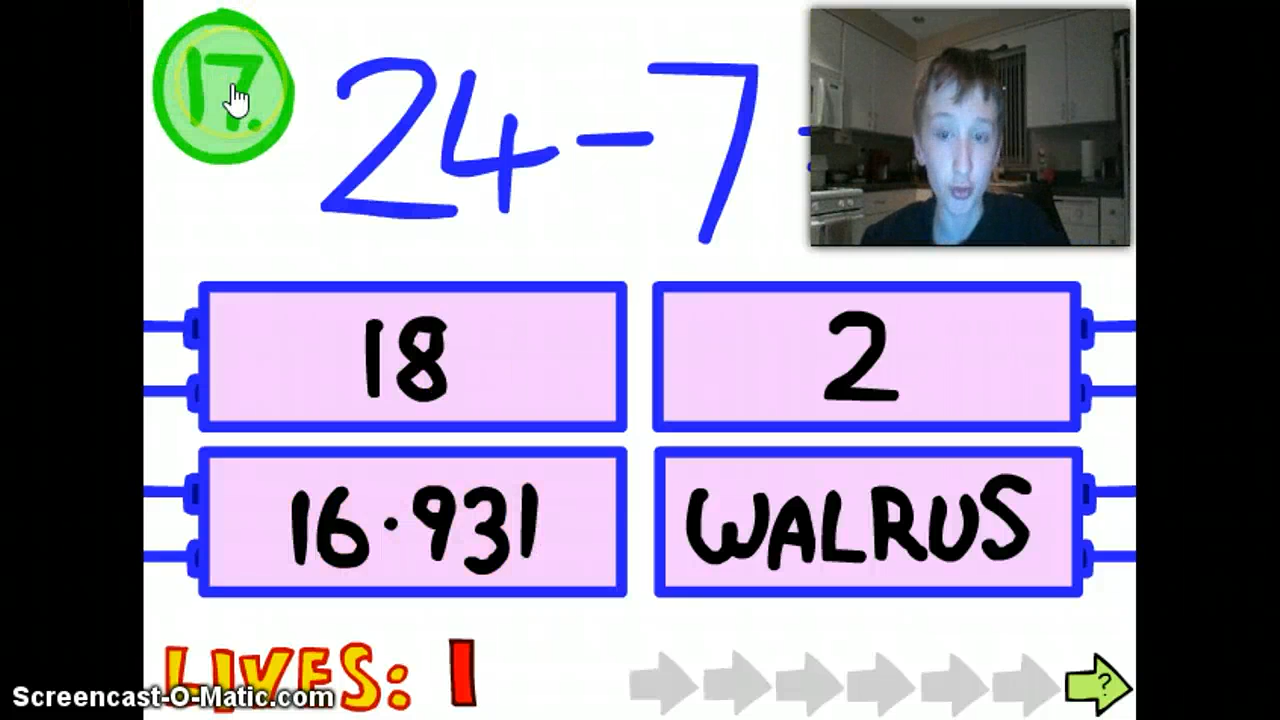 17.
24-7
18
2
16.931
WALRUS
LIVES: 1
?
Screencast-O-Matic.com